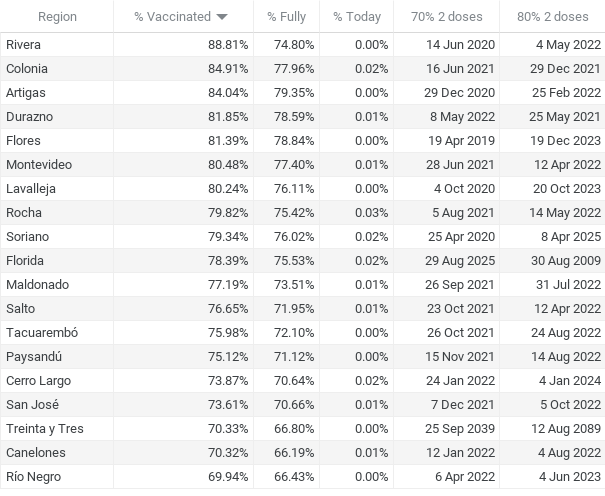 Region % Vaccinated % Fully % Today 70% 2 doses 80% 2 doses
Rivera 88.81% 74.80% 0.00% 14 Jun 2020 4 May 2022
Colonia 84.91% 77.96% 0.02% 16 Jun 2021 29 Dec 2021
Artigas 84.04% 79.35% 0.00% 29 Dec 2020 25 Feb 2022
Durazno 81.85% 78.59% 0.01% 8 May 2022 25 May 2021
Flores 81.39% 78.84% 0.00% 19 Apr 2019 19 Dec 2023
Montevideo 80.48% 77.40% 0.01% 28 Jun 2021 12 Apr 2022
Lavalleja 80.24% 76.11% 0.00% 4 Oct 2020 20 Oct 2023
Rocha 79.82% 75.42% 0.03% 5 Aug 2021 14 May 2022
Soriano 79.34% 76.02% 0.02% 25 Apr 2020 8 Apr 2025
Florida 78.39% 75.53% 0.02% 29 Aug 2025 30 Aug 2009
Maldonado 77.19% 73.51% 0.01% 26 Sep 2021 31 Jul 2022
Salto 76.65% 71.95% 0.01% 23 Oct 2021 12 Apr 2022
Tacuarembó 75.98% 72.10% 0.00% 26 Oct 2021 24 Aug 2022
Paysandú 75.12% 71.12% 0.00% 15 Nov 2021 14 Aug 2022
Cerro Largo 73.87% 70.64% 0.02% 24 Jan 2022 4 Jan 2024
San José 73.61% 70.66% 0.01% 7 Dec 2021 5 Oct 2022
Treinta y Tres 70.33% 66.80% 0.00% 25 Sep 2039 12 Aug 2089
Canelones 70.32% 66.19% 0.01% 12 Jan 2022 4 Aug 2022
Río Negro 69.94% 66.43% 0.00% 6 Apr 2022 4 Jun 2023